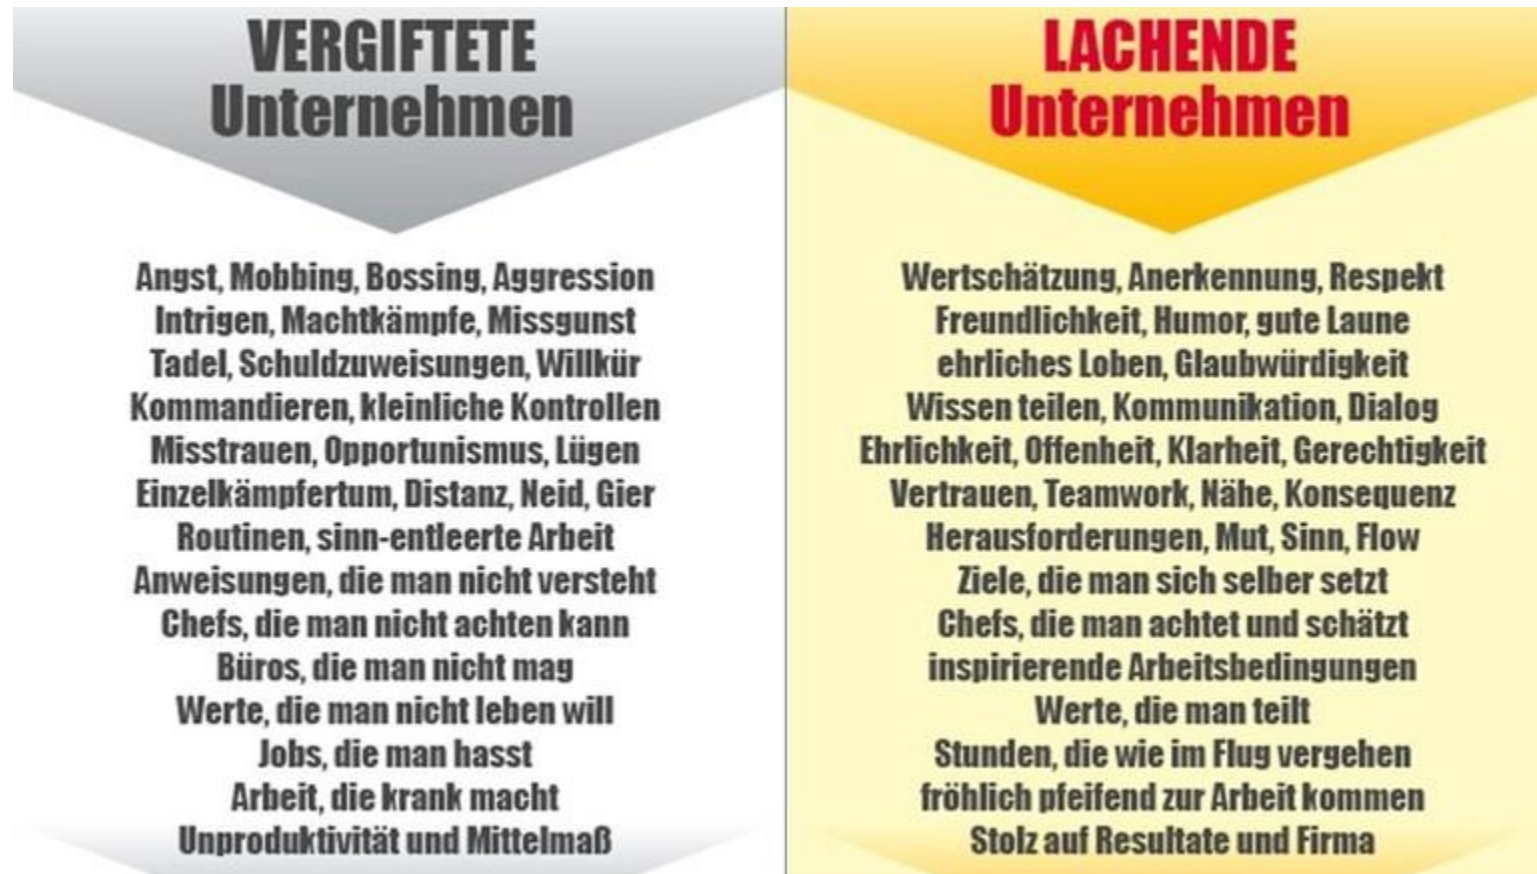 VERGIFTETE
Unternehmen
Angst, Mobbing, Bossing, Aggression
Intrigen, Machtkämpfe, Missgunst
Tadel, Schuldzuweisungen, Willkür
Kommandieren, kleinliche Kontrollen
Misstrauen, Opportunismus, Lügen
Einzelkämpfertum, Distanz, Neid, Gier
Routinen, sinn-entleerte Arbeit
Anweisungen, die man nicht versteht
Chefs, die man nicht achten kann
Büros, die man nicht mag
Werte, die man nicht leben will
Jobs, die man hasst
Arbeit, die krank macht
Unproduktivität und Mittelmaß
LACHENDE
Unternehmen
Wertschätzung, Anerkennung, Respekt
Freundlichkeit, Humor, gute Laune
ehrliches Loben, Glaubwürdigkeit
Wissen teilen, Kommunikation, Dialog
Ehrlichkeit, Offenheit, Klarheit, Gerechtigkeit
Vertrauen, Teamwork, Nähe, Konsequenz
Herausforderungen, Mut, Sinn, Flow
Ziele, die man sich selber setzt
Chefs, die man achtet und schätzt
inspirierende Arbeitsbedingungen
Werte, die man teilt
Stunden, die wie im Flug vergehen
fröhlich pfeifend zur Arbeit kommen
Stolz auf Resultate und Firma